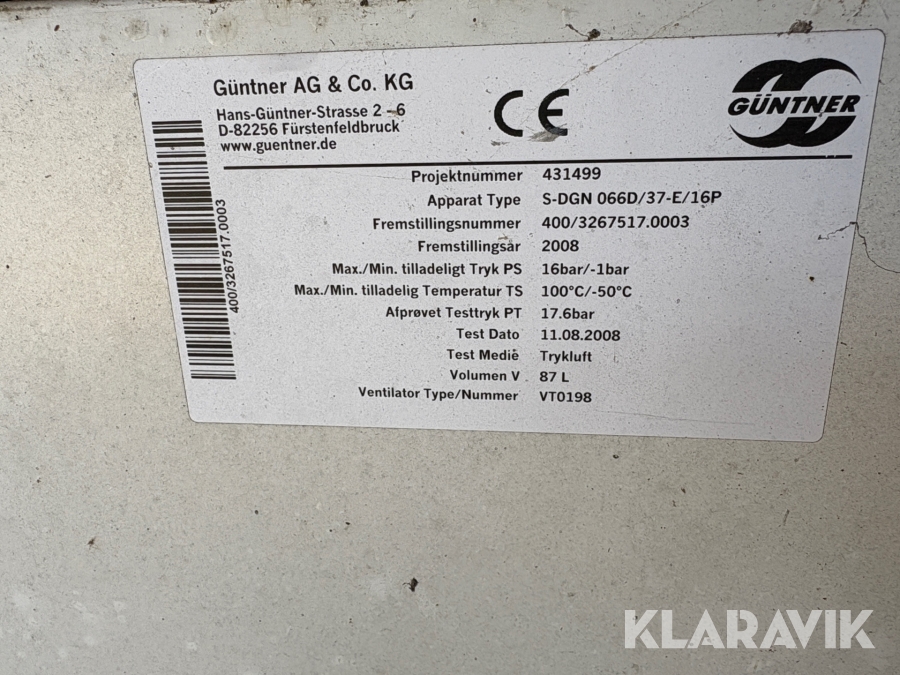 Güntner AG & Co. KG
Hans-Güntner-Strasse 2 - 6
D-82256 Fürstenfeldbruck
www.guentner.de
CE
GÜNTNER
400/3267517.0003
Projektnummer 431499
Apparat Type S-DGN 066D/37-E/16P
Fremstillingsnummer 400/3267517.0003
Fremstillingsår 2008
Max./Min. tilladeligt Tryk PS 16bar/-1bar
Max./Min. tilladelig Temperatur TS 100°C/-50°C
Afprøvet Testtryk PT 17.6bar
Test Dato 11.08.2008
Test Medie Trykluft
Volumen V 87 L
Ventilator Type/Nummer VT0198
KLARAVIK